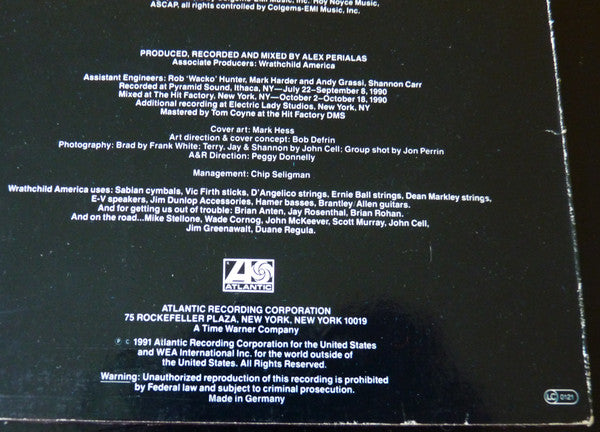 by Colgems-EMI Music, Inc. Roy Noyce Music,
ASCAP, all rights controlled by Colgems-EMI Music, Inc.
PRODUCED, RECORDED AND MIXED BY ALEX PERIALAS
Associate Producers: Wrathchild America
Assistant Engineers: Rob 'Wacko' Hunter, Mark Harder and Andy Grassi, Shannon Carr
Recorded at Pyramid Sound, Ithaca, NY—July 22–September 8, 1990
Mixed at The Hit Factory, New York, NY—October 2–October 18, 1990
Additional recording at Electric Lady Studios, New York, NY
Mastered by Tom Coyne at the Hit Factory DMS
Cover art: Mark Hess
Art direction & cover concept: Bob Defrin
Photography: Brad by Frank White; Terry, Jay & Shannon by John Cell; Group shot by Jon Perrin
A&R Direction: Peggy Donnelly
Management: Chip Seligman
Wrathchild America uses: Sabian cymbals, Vic Firth sticks, D'Angelico strings, Ernie Ball strings, Dean Markley strings,
E-V speakers, Jim Dunlop Accessories, Hamer basses, Brantley/Allen guitars.
And for getting us out of trouble: Brian Anten, Jay Rosenthal, Brian Rohan.
And on the road...Mike Stellone, Wade Cornog, John McKeever, Scott Murray, John Cell,
Jim Greenawalt, Duane Regula.
ATLANTIC
ATLANTIC RECORDING CORPORATION
75 ROCKEFELLER PLAZA, NEW YORK, NEW YORK 10019
A Time Warner Company
℗ © 1991 Atlantic Recording Corporation for the United States
and WEA International Inc. for the world outside of
the United States. All Rights Reserved.
Warning: Unauthorized reproduction of this recording is prohibited
by Federal law and subject to criminal prosecution.
Made in Germany
LC 0121